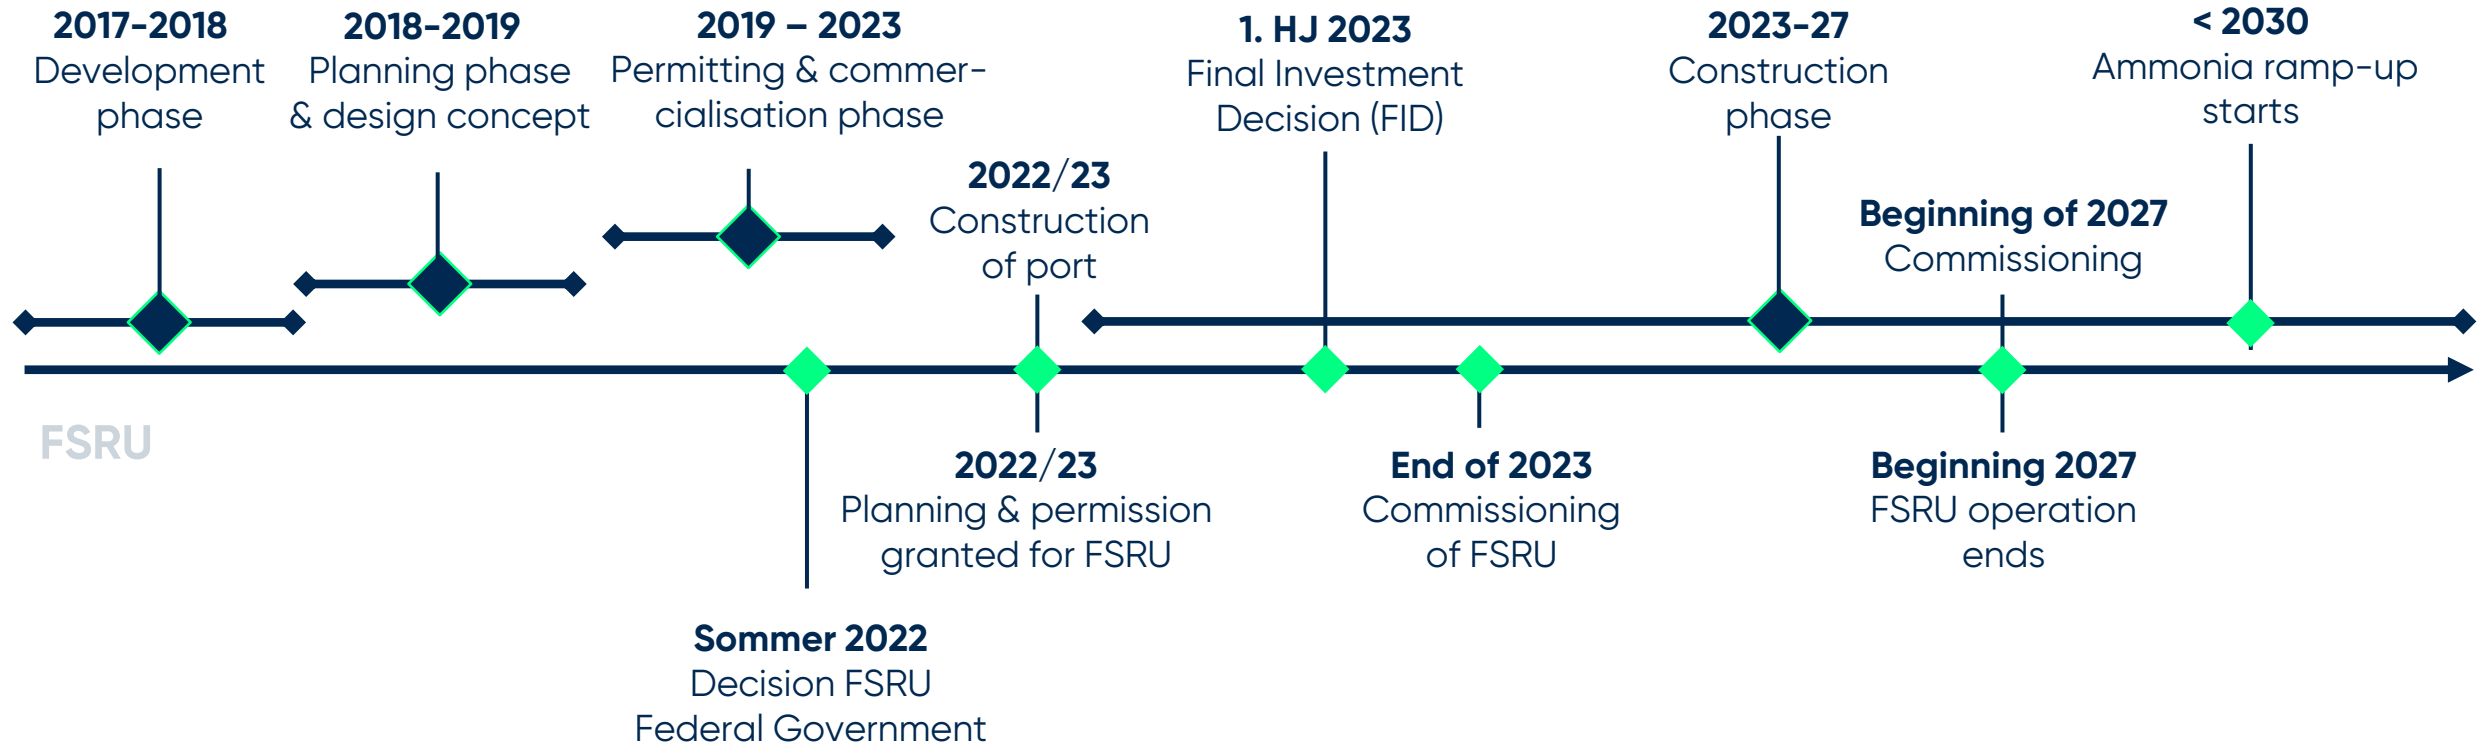 2017-2018
Development
phase
2018-2019
Planning phase
& design concept
2019 – 2023
Permitting & commer-
cialisation phase
2022/23
Construction
of port
1. HJ 2023
Final Investment
Decision (FID)
2023-27
Construction
phase
Beginning of 2027
Commissioning
< 2030
Ammonia ramp-up
starts
FSRU
Sommer 2022
Decision FSRU
Federal Government
2022/23
Planning & permission
granted for FSRU
End of 2023
Commissioning
of FSRU
Beginning 2027
FSRU operation
ends